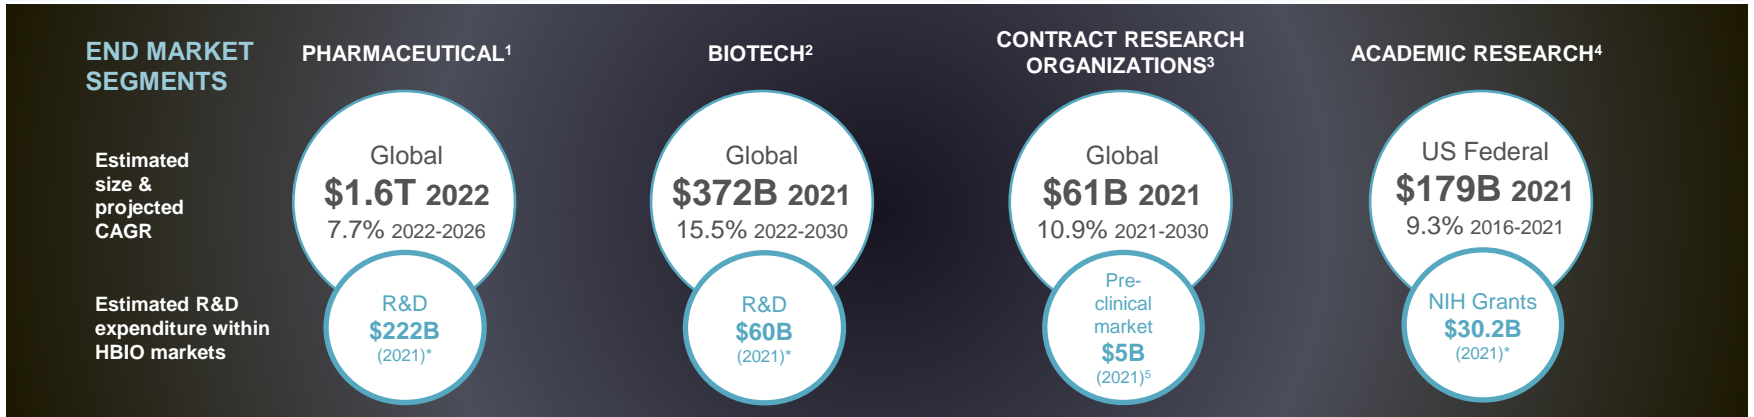 END MARKET
SEGMENTS
PHARMACEUTICAL¹
BIOTECH²
CONTRACT RESEARCH
ORGANIZATIONS³
ACADEMIC RESEARCH⁴
Estimated
size &
projected
CAGR
Global
$1.6T 2022
7.7% 2022-2026
Global
$372B 2021
15.5% 2022-2030
Global
$61B 2021
10.9% 2021-2030
US Federal
$179B 2021
9.3% 2016-2021
Estimated R&D
expenditure within
HBIO markets
R&D
$222B
(2021)*
R&D
$60B
(2021)*
Pre-
clinical
market
$5B
(2021)⁵
NIH Grants
$30.2B
(2021)*